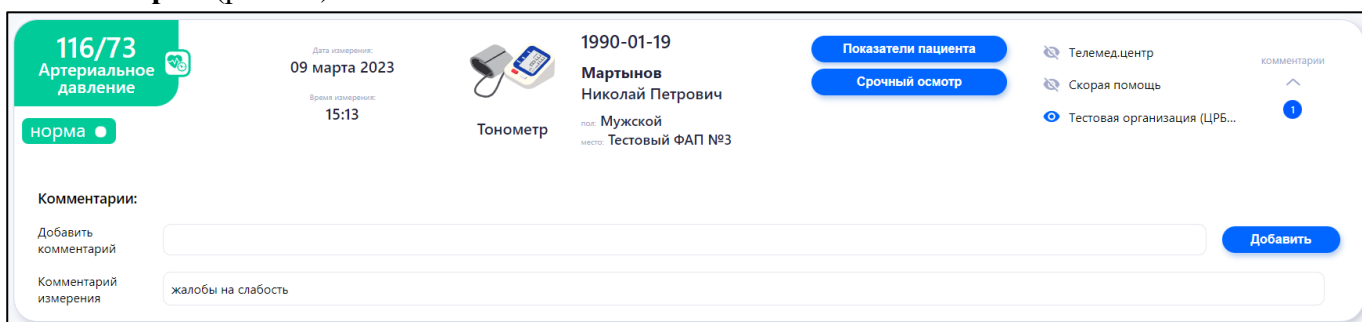 116/73
Артериальное
давление
норма
Дата измерения:
09 марта 2023
Время измерения:
15:13
Тонометр
1990-01-19
Мартынов
Николай Петрович
пол: Мужской
место: Тестовый ФАП №3
Показатели пациента
Срочный осмотр
Телемед.центр
Скорая помощь
Тестовая организация (ЦРБ...
комментарии
1
Комментарии:
Добавить
комментарий
Добавить
Комментарий
измерения
жалобы на слабость